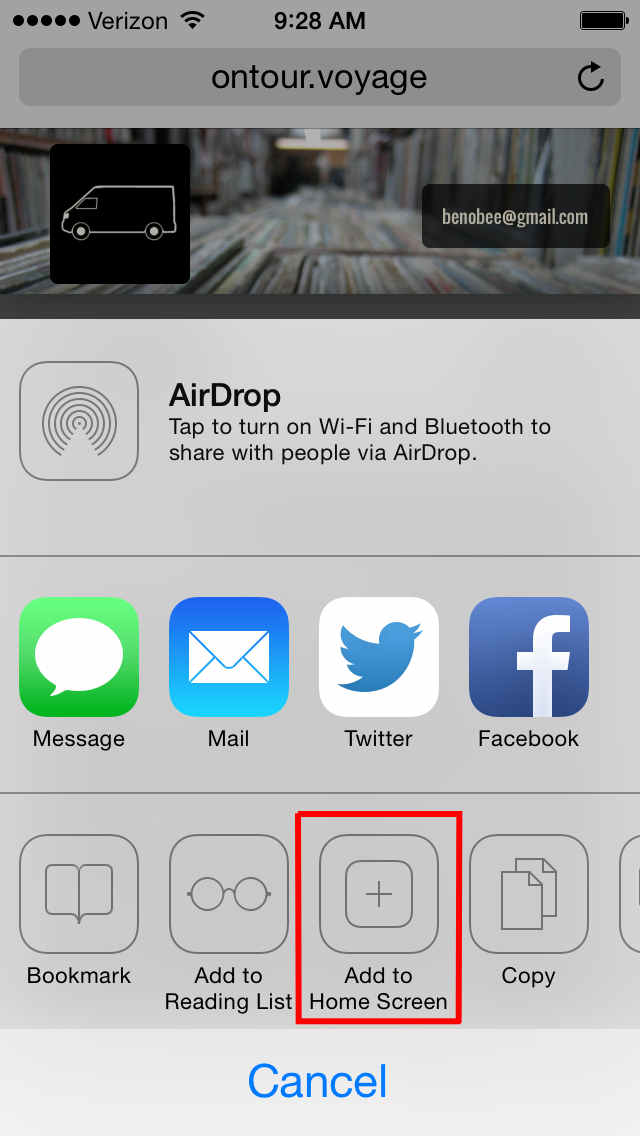 Verizon 9:28 AM
ontour.voyage
benobee@gmail.com
AirDrop
Tap to turn on Wi-Fi and Bluetooth to
share with people via AirDrop.
Message Mail Twitter Facebook
Bookmark Add to Add to Copy
Reading List Home Screen
Cancel